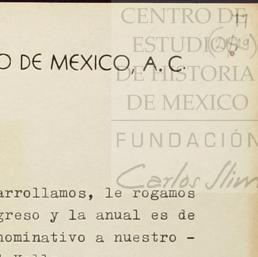 CENTRO DE
ESTUDIOS
DE HISTORIA
DE MEXICO
FUNDACIÓN
Carlos Slim
O DE MEXICO, A. C.
arrollamos, le rogamos
greso y la anual es de
nominativo a nuestro -